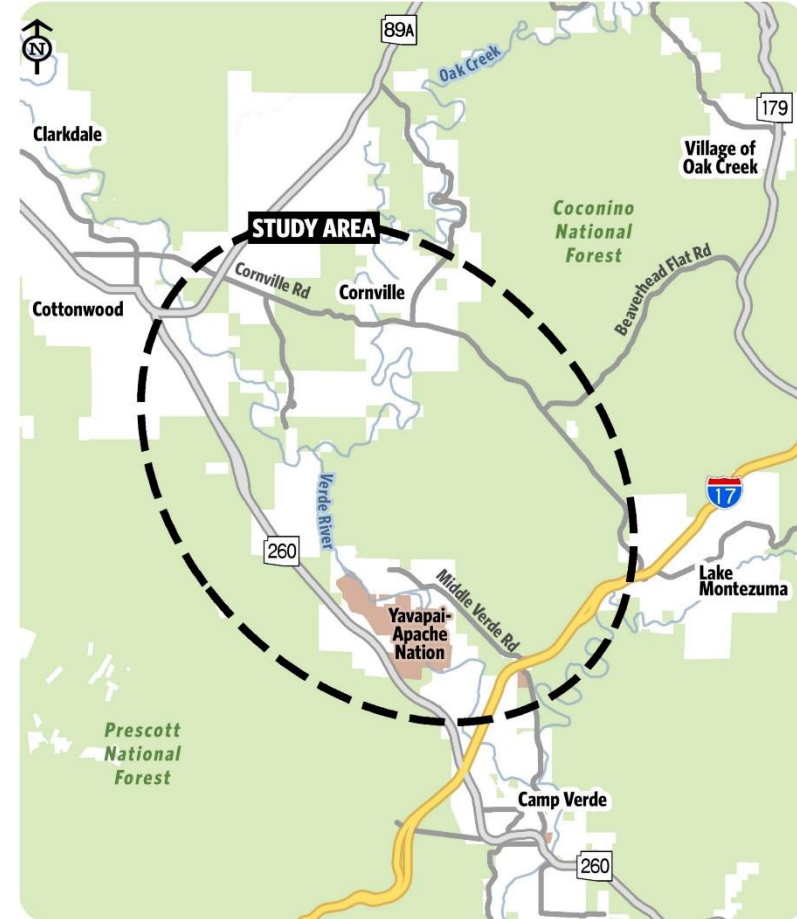 89A
N
Oak Creek
179
Clarkdale
Village of
Oak Creek
Coconino
National
Forest
STUDY AREA
Cornville Rd
Cornville
Beaverhead Flat Rd
Cottonwood
17
Verde River
260
Middle Verde Rd
Lake
Montezuma
Yavapai-
Apache
Nation
Prescott
National
Forest
Camp Verde
260